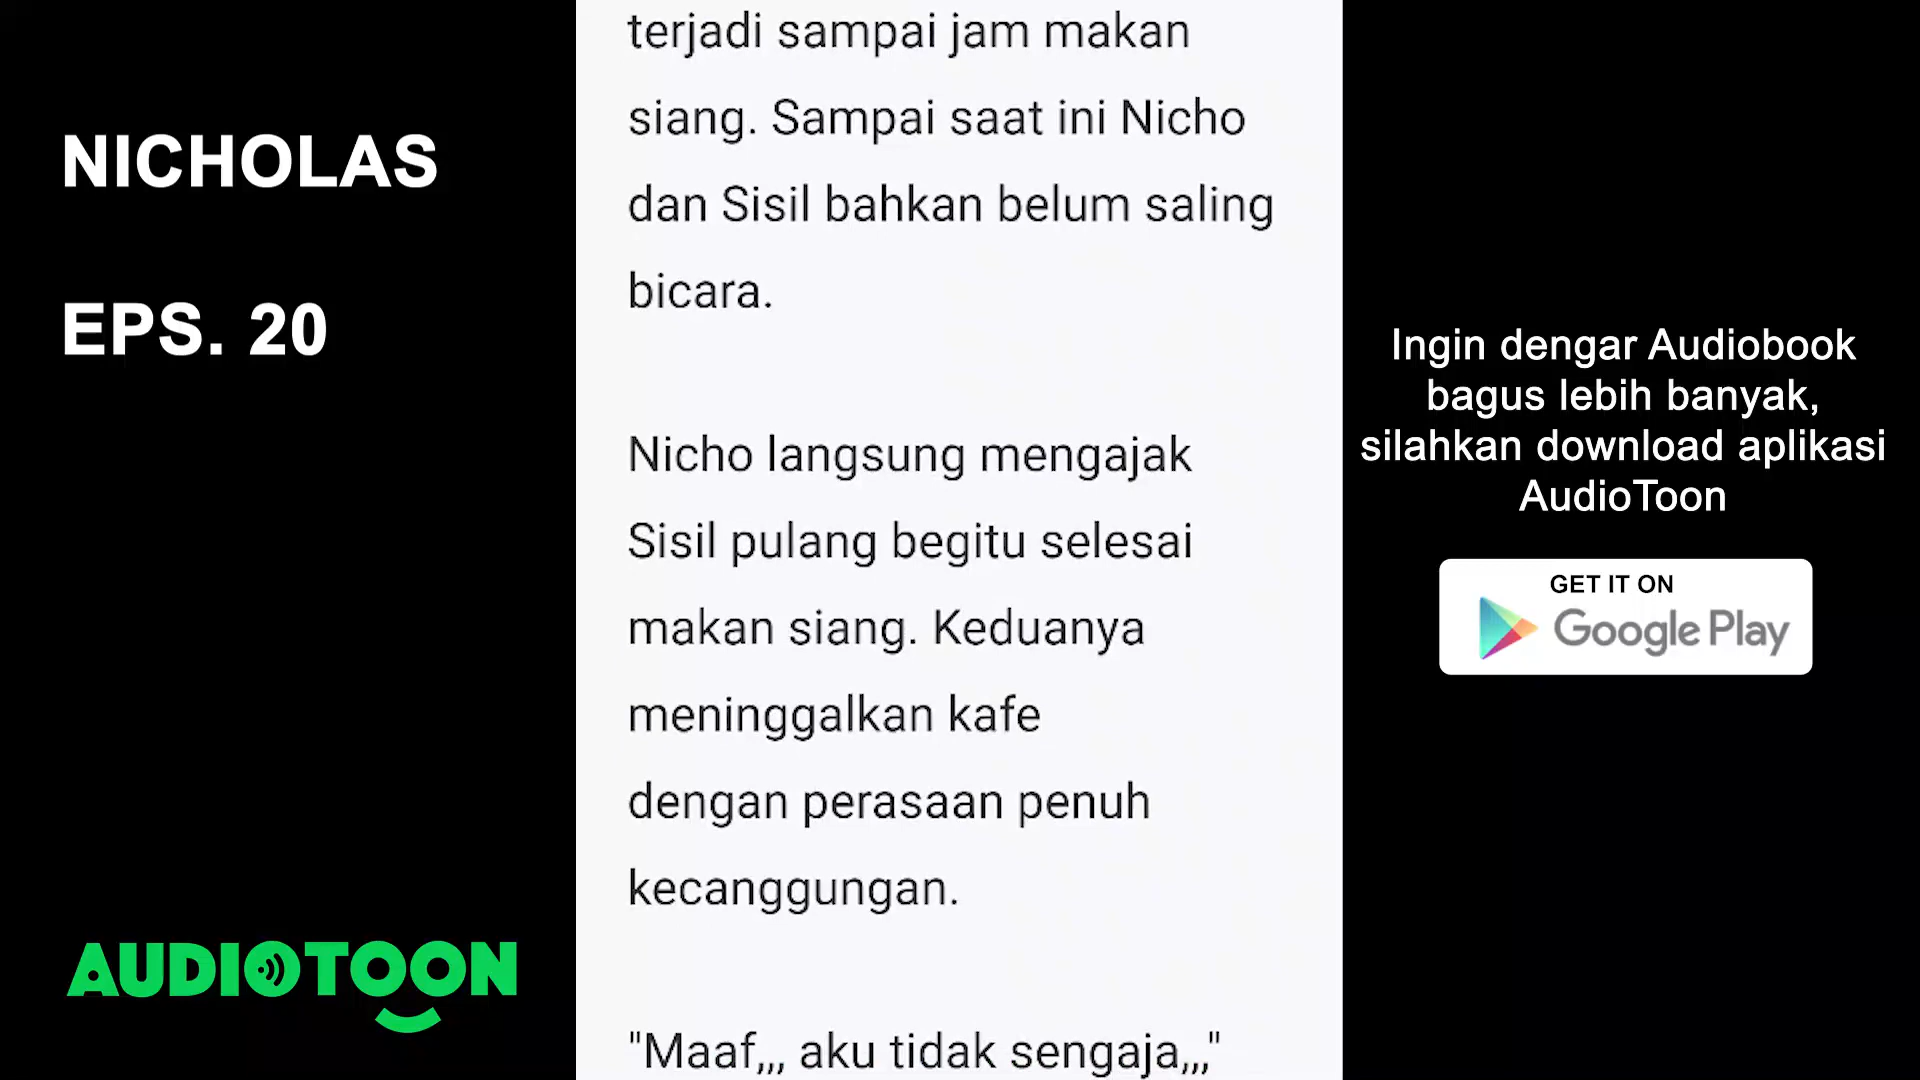 NICHOLAS
EPS. 20
AUDIOTOON
terjadi sampai jam makan
siang. Sampai saat ini Nicho
dan Sisil bahkan belum saling
bicara.
Nicho langsung mengajak
Sisil pulang begitu selesai
makan siang. Keduanya
meninggalkan kafe
dengan perasaan penuh
kecanggungan.
"Maaf,,, aku tidak sengaja,,,"
Ingin dengar Audiobook
bagus lebih banyak,
silahkan download aplikasi
AudioToon
GET IT ON
Google Play